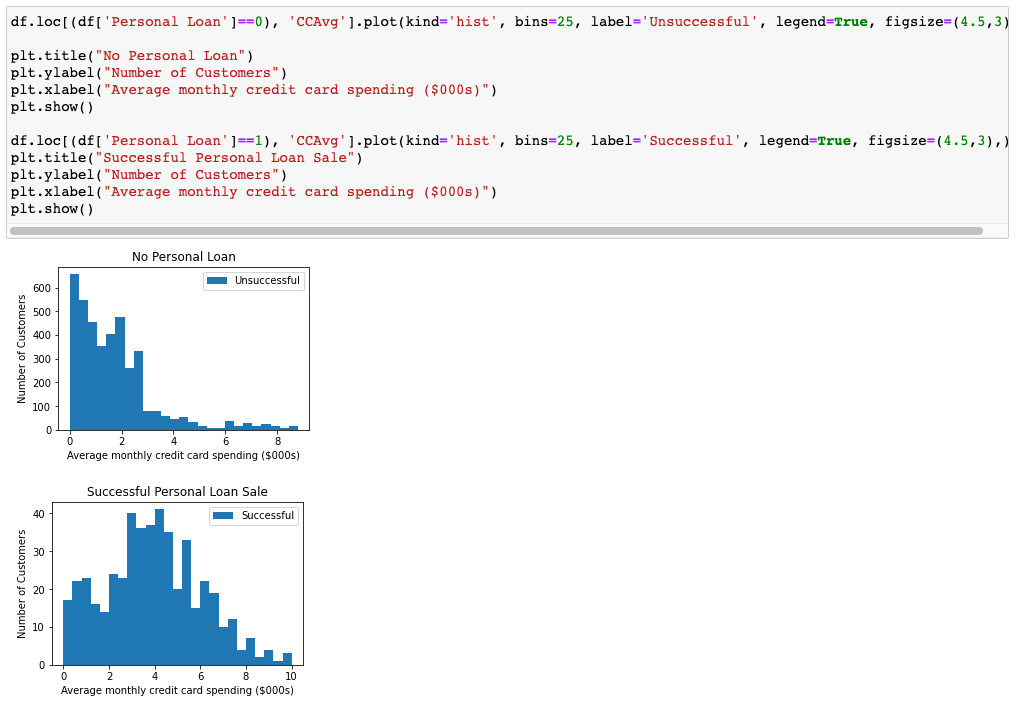 df.loc[(df['Personal Loan']==0), 'CCAvg'].plot(kind='hist', bins=25, label='Unsuccessful', legend=True, figsize=(4.5,3)
plt.title("No Personal Loan")
plt.ylabel("Number of Customers")
plt.xlabel("Average monthly credit card spending ($000s)")
plt.show()
df.loc[(df['Personal Loan']==1), 'CCAvg'].plot(kind='hist', bins=25, label='Successful', legend=True, figsize=(4.5,3),)
plt.title("Successful Personal Loan Sale")
plt.ylabel("Number of Customers")
plt.xlabel("Average monthly credit card spending ($000s)")
plt.show()
No Personal Loan
Unsuccessful
Number of Customers
600
500
400
300
200
100
0
0 2 4 6 8
Average monthly credit card spending ($000s)
Successful Personal Loan Sale
Successful
Number of Customers
40
30
20
10
0
0 2 4 6 8 10
Average monthly credit card spending ($000s)